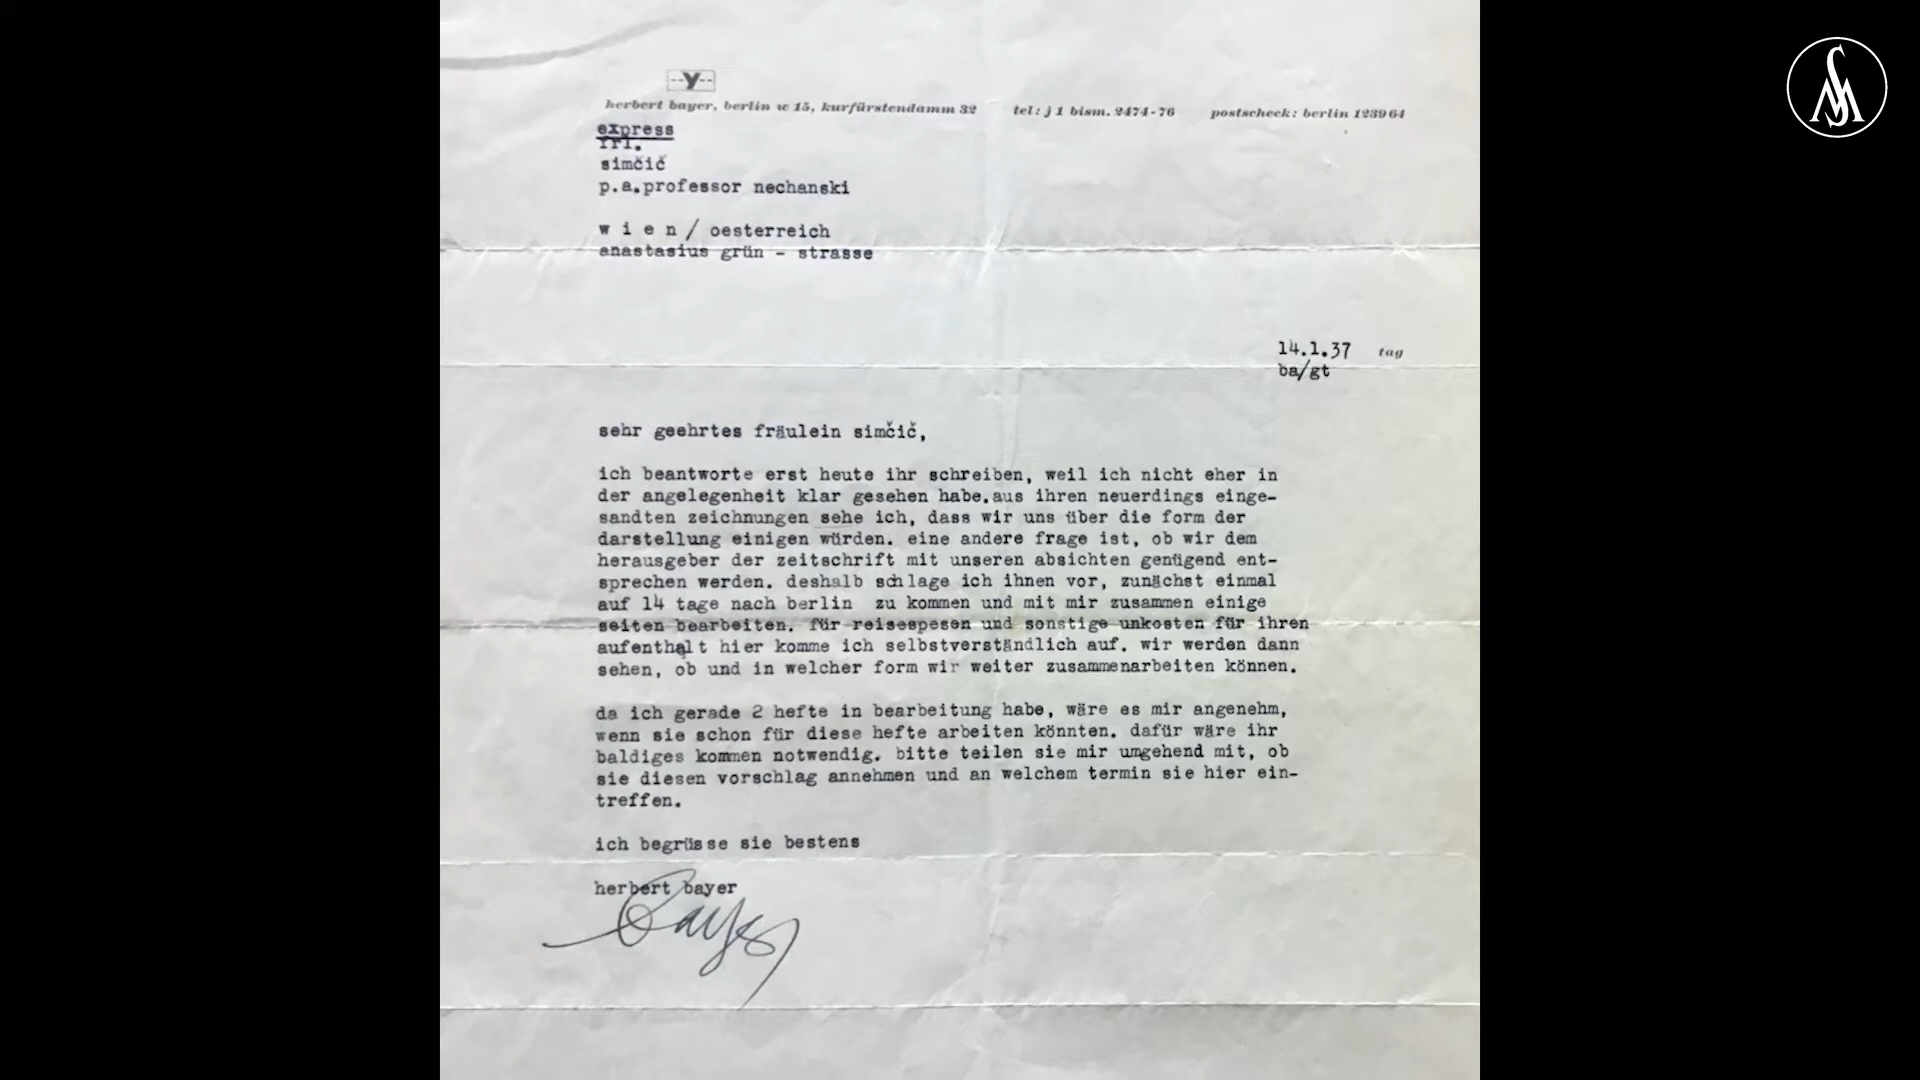 --y--
herbert bayer, berlin w 15, kurfürstendamm 32 tel: j 1 bism. 2474-76 postscheck: berlin 123964
express
frl.
simčič
p.a.professor nechanski
w i e n / oesterreich
anastasius grün - strasse
14.1.37 tag
ba/gt
sehr geehrtes fräulein simčič,
ich beantworte erst heute ihr schreiben, weil ich nicht eher in
der angelegenheit klar gesehen habe.aus ihren neuerdings einge-
sandten zeichnungen sehe ich, dass wir uns über die form der
darstellung einigen würden. eine andere frage ist, ob wir dem
herausgeber der zeitschrift mit unseren absichten genügend ent-
sprechen werden. deshalb schlage ich ihnen vor, zunächst einmal
auf 14 tage nach berlin zu kommen und mit mir zusammen einige
seiten bearbeiten. für reisespesen und sonstige unkosten für ihren
aufenthalt hier komme ich selbstverständlich auf. wir werden dann
sehen, ob und in welcher form wir weiter zusammenarbeiten können.
da ich gerade 2 hefte in bearbeitung habe, wäre es mir angenehm,
wenn sie schon für diese hefte arbeiten könnten. dafür wäre ihr
baldiges kommen notwendig. bitte teilen sie mir umgehend mit, ob
sie diesen vorschlag annehmen und an welchem termin sie hier ein-
treffen.
ich begrüsse sie bestens
herbert bayer
Bayer